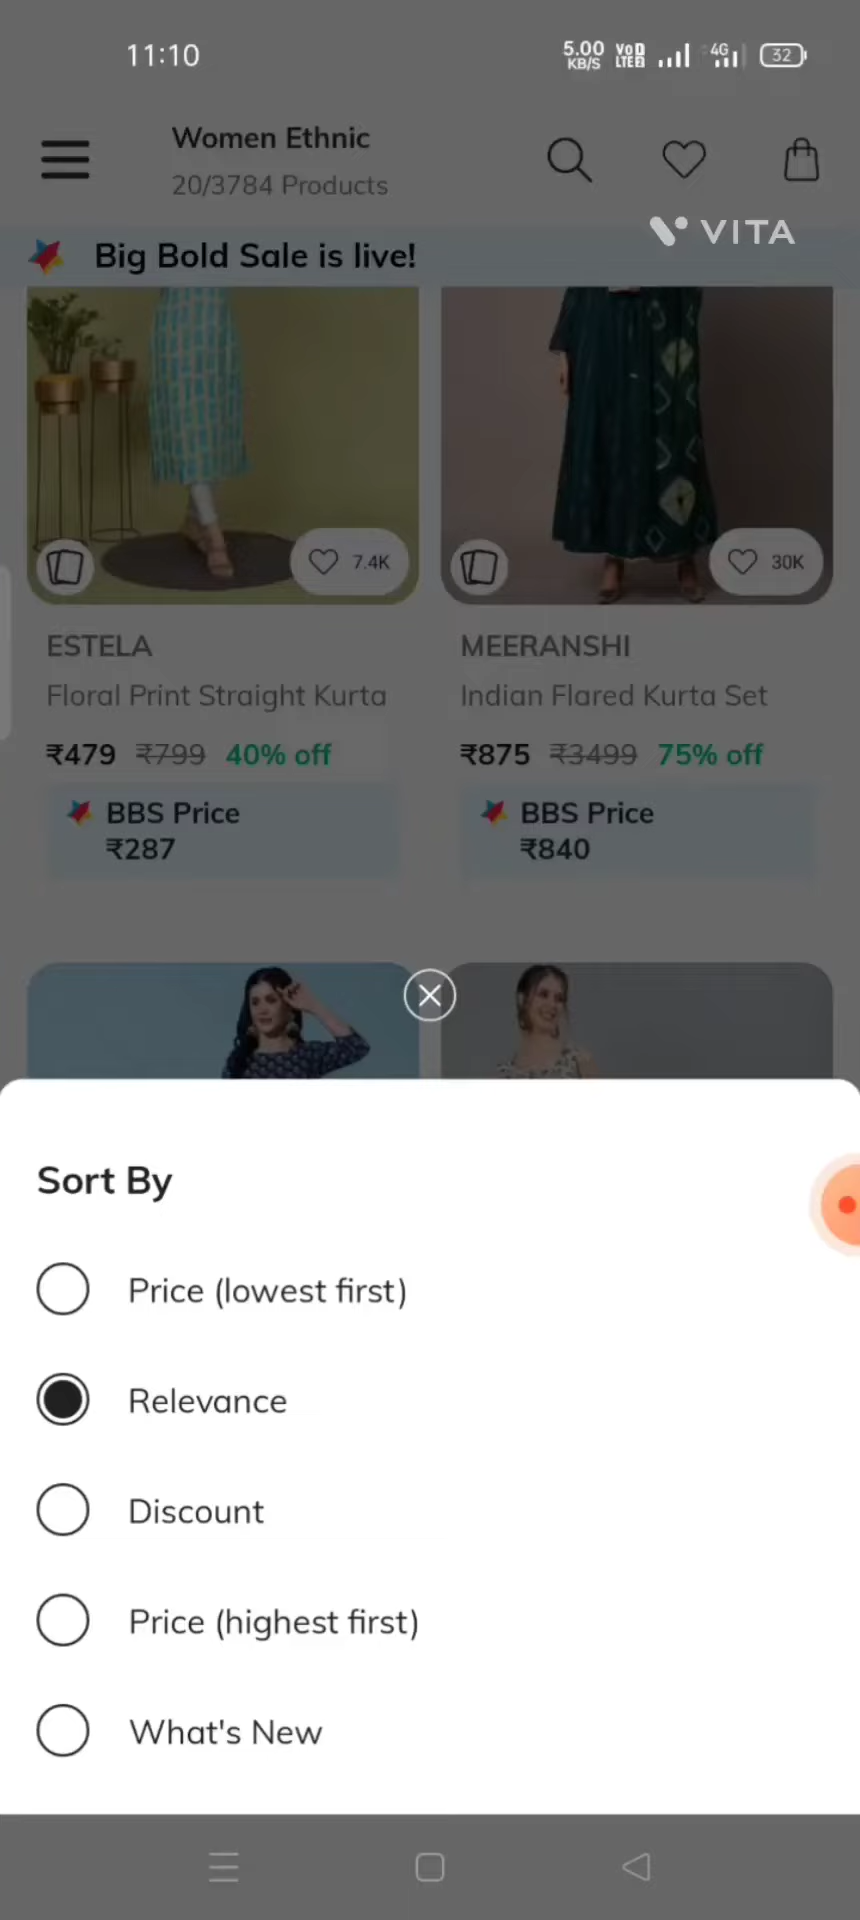 11:10
5.00
KB/S
VoD
LTE2
4G
32
Women Ethnic
20/3784 Products
VITA
Big Bold Sale is live!
7.4K
30K
ESTELA
MEERANSHI
Floral Print Straight Kurta
Indian Flared Kurta Set
₹479 ₹799 40% off
₹875 ₹3499 75% off
BBS Price
₹287
BBS Price
₹840
Sort By
Price (lowest first)
Relevance
Discount
Price (highest first)
What's New